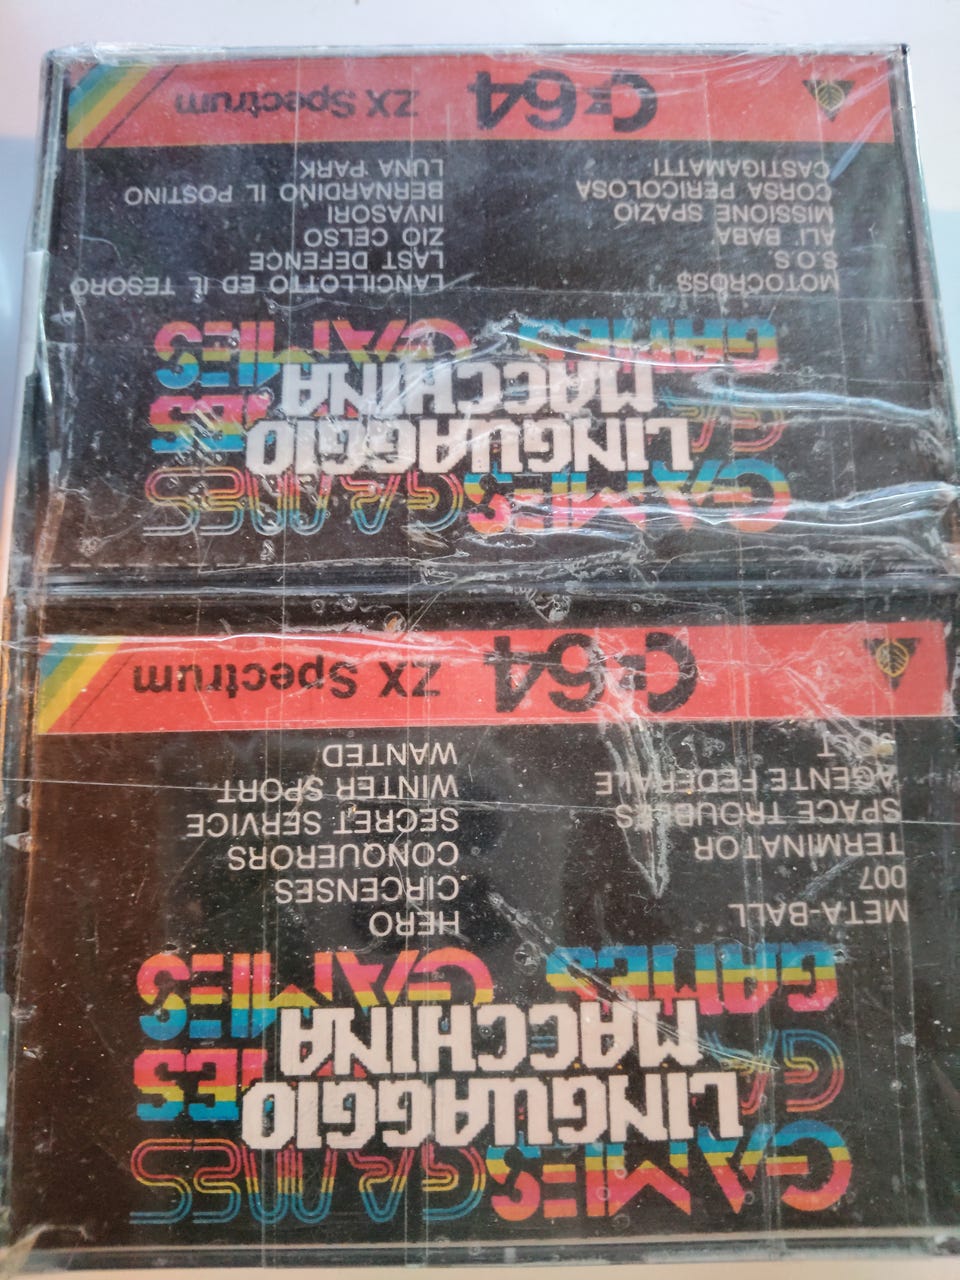 GAMES GAMES
LINGUAGGIO
MACCHINA
GAMES GAMES
META-BALL
007
TERMINATOR
SPACE TROUBLES
AGENTE FEDERALE
HERO
CIRCENSES
CONQUERORS
SECRET SERVICE
WINTER SPORT
WANTED
C=64 ZX Spectrum
GAMES GAMES
LINGUAGGIO
MACCHINA
GAMES GAMES
MOTOCROSS
S.O.S.
ALI' BABA'
MISSIONE SPAZIO
CORSA PERICOLOSA
CASTIGAMATTI
LANCILLOTTO ED IL TESORO
LAST DEFENCE
ZIO CELSO
INVASORI
BERNARDINO IL POSTINO
LUNA PARK
C=64 ZX Spectrum